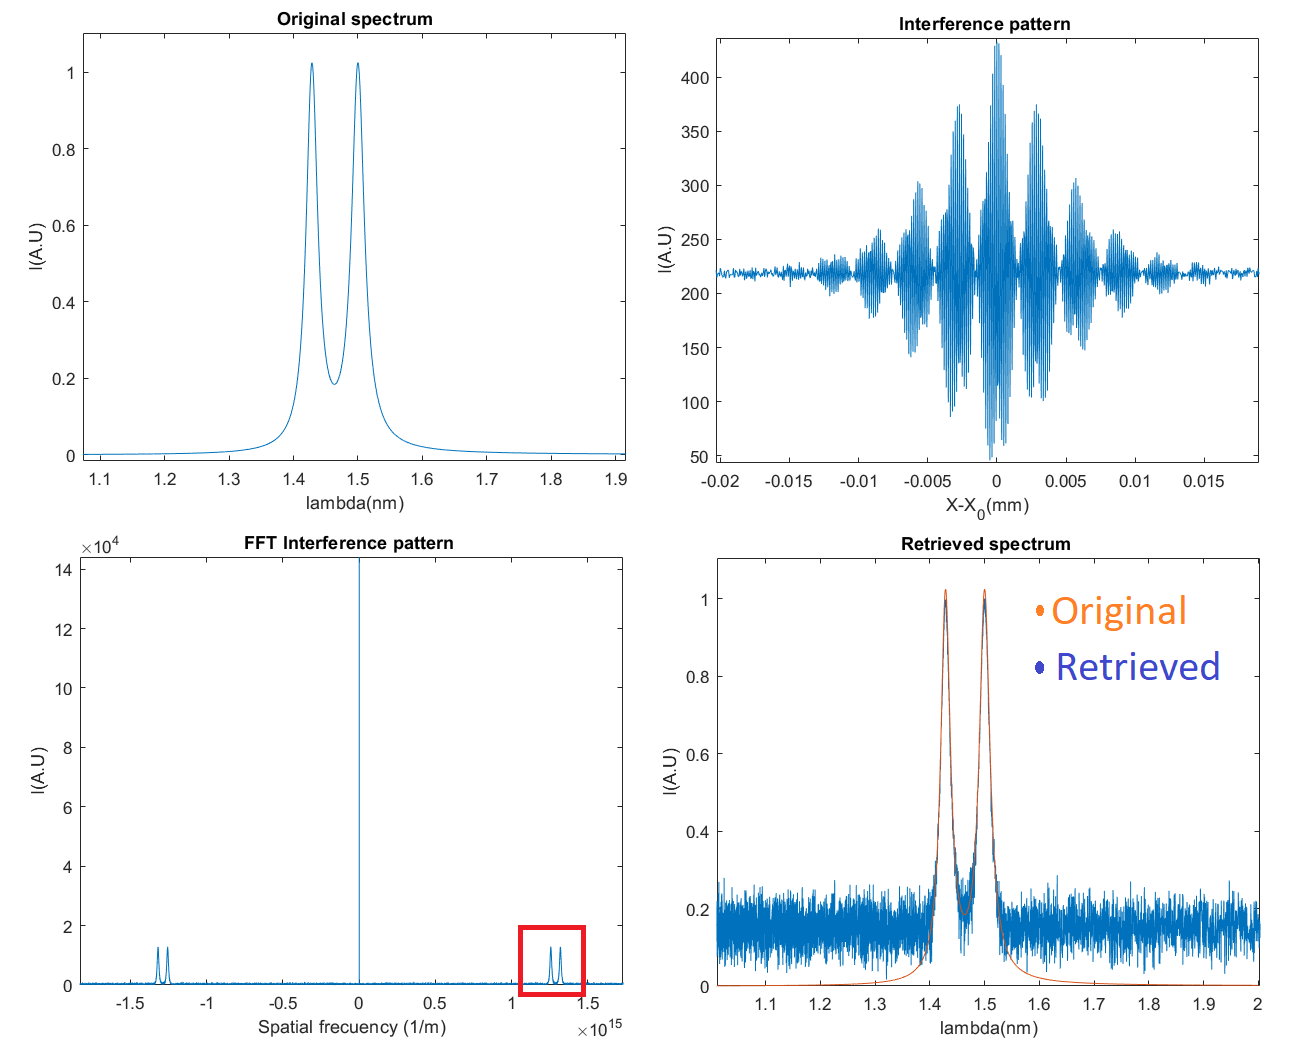 Original spectrum
I(A.U)
1
0.8
0.6
0.4
0.2
0
1.1 1.2 1.3 1.4 1.5 1.6 1.7 1.8 1.9
lambda(nm)
Interference pattern
I(A.U)
400
350
300
250
200
150
100
50
-0.02 -0.015 -0.01 -0.005 0 0.005 0.01 0.015
X-X0(mm)
FFT Interference pattern
×10^4
I(A.U)
14
12
10
8
6
4
2
0
-1.5 -1 -0.5 0 0.5 1 1.5
Spatial frecuency (1/m)
×10^15
Retrieved spectrum
I(A.U)
1
0.8
0.6
0.4
0.2
0
Original
Retrieved
1.1 1.2 1.3 1.4 1.5 1.6 1.7 1.8 1.9 2
lambda(nm)